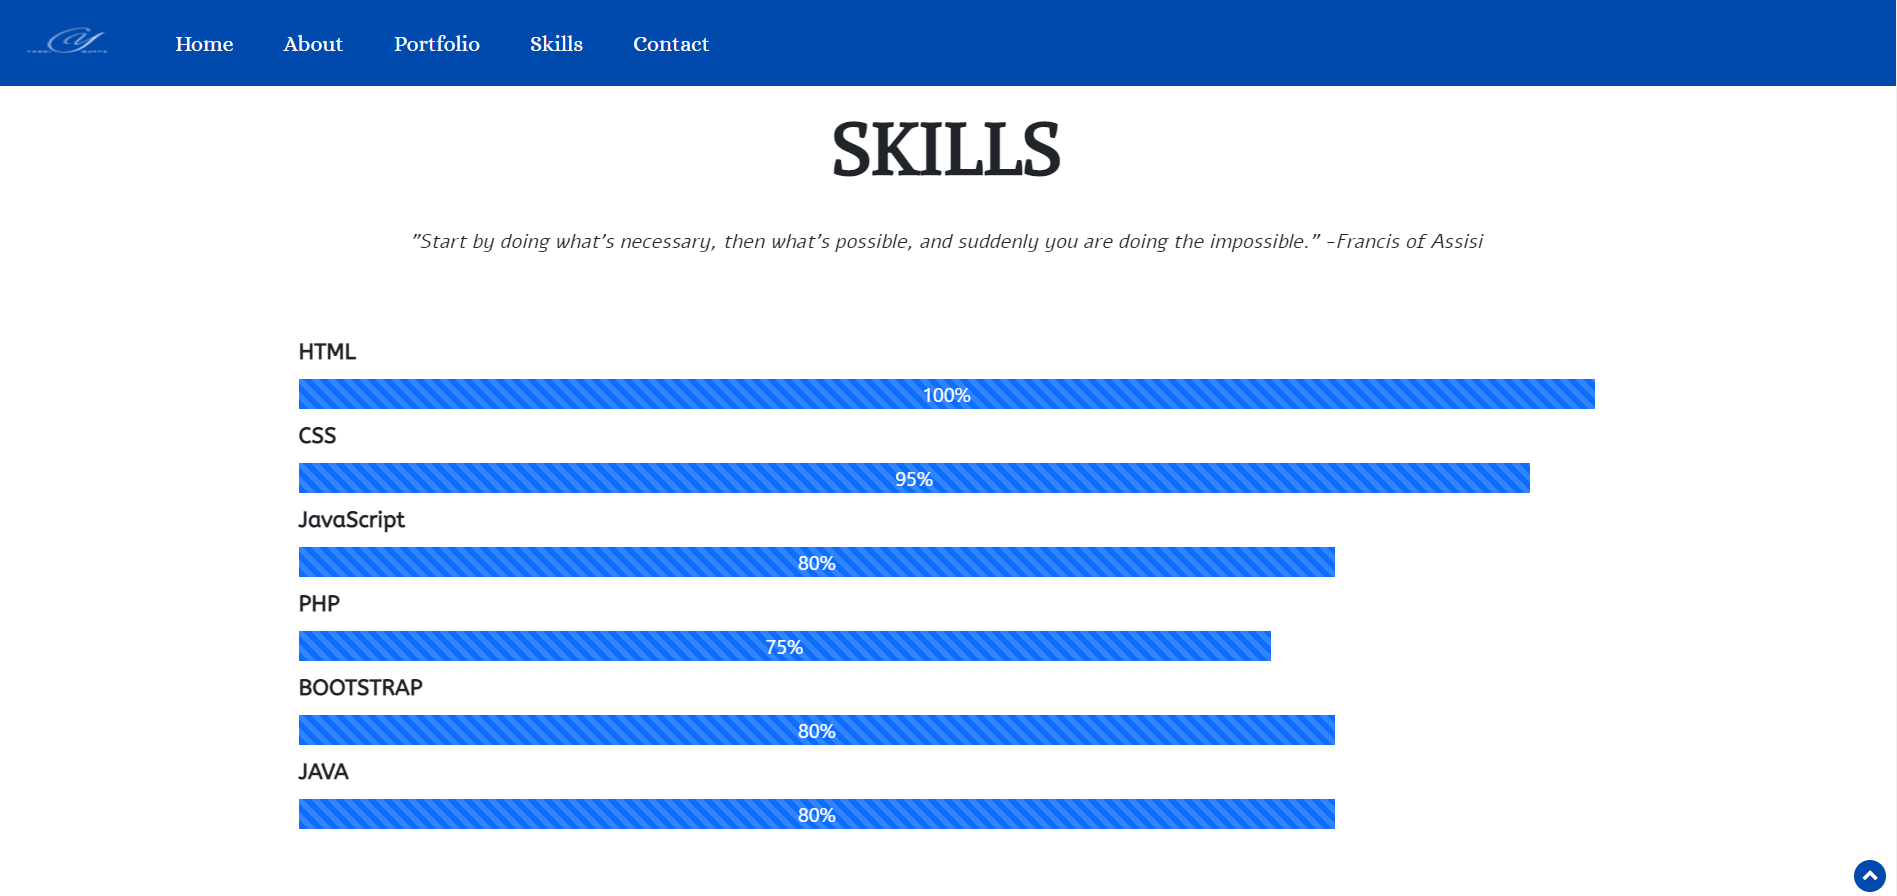 Home About Portfolio Skills Contact
SKILLS
"Start by doing what's necessary, then what's possible, and suddenly you are doing the impossible." -Francis of Assisi
HTML
100%
CSS
95%
JavaScript
80%
PHP
75%
BOOTSTRAP
80%
JAVA
80%